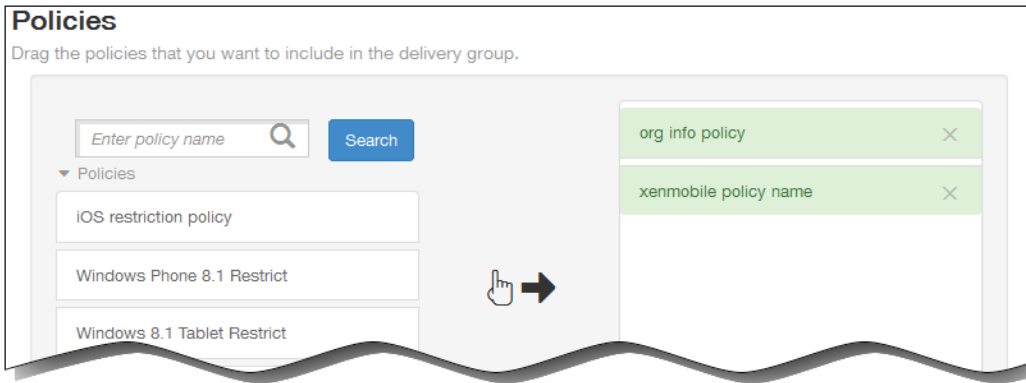 Policies
Drag the policies that you want to include in the delivery group.
Enter policy name
Search
Policies
iOS restriction policy
Windows Phone 8.1 Restrict
Windows 8.1 Tablet Restrict
org info policy
xenmobile policy name